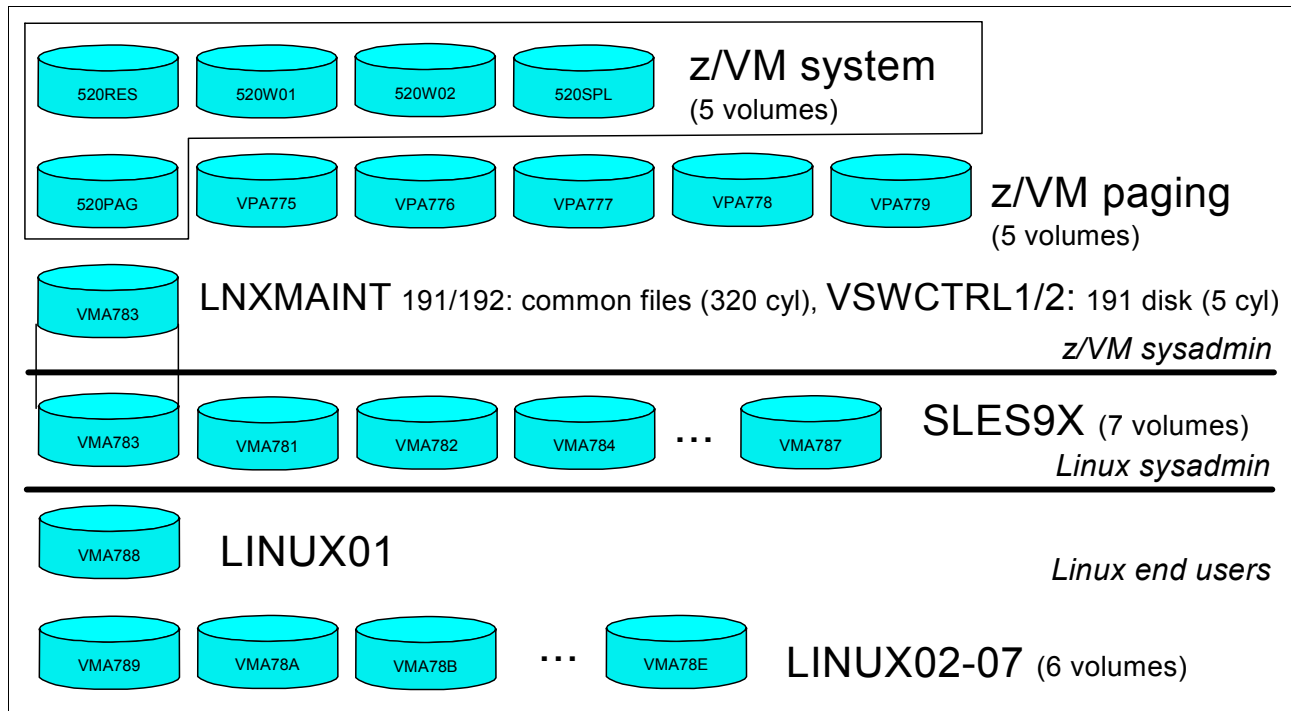 520RES 520W01 520W02 520SPL z/VM system
(5 volumes)
520PAG VPA775 VPA776 VPA777 VPA778 VPA779 z/VM paging
(5 volumes)
VMA783 LNXMAINT 191/192: common files (320 cyl), VSWCTRL1/2: 191 disk (5 cyl)
z/VM sysadmin
VMA783 VMA781 VMA782 VMA784 ... VMA787 SLES9X (7 volumes)
Linux sysadmin
VMA788 LINUX01
Linux end users
VMA789 VMA78A VMA78B ... VMA78E LINUX02-07 (6 volumes)